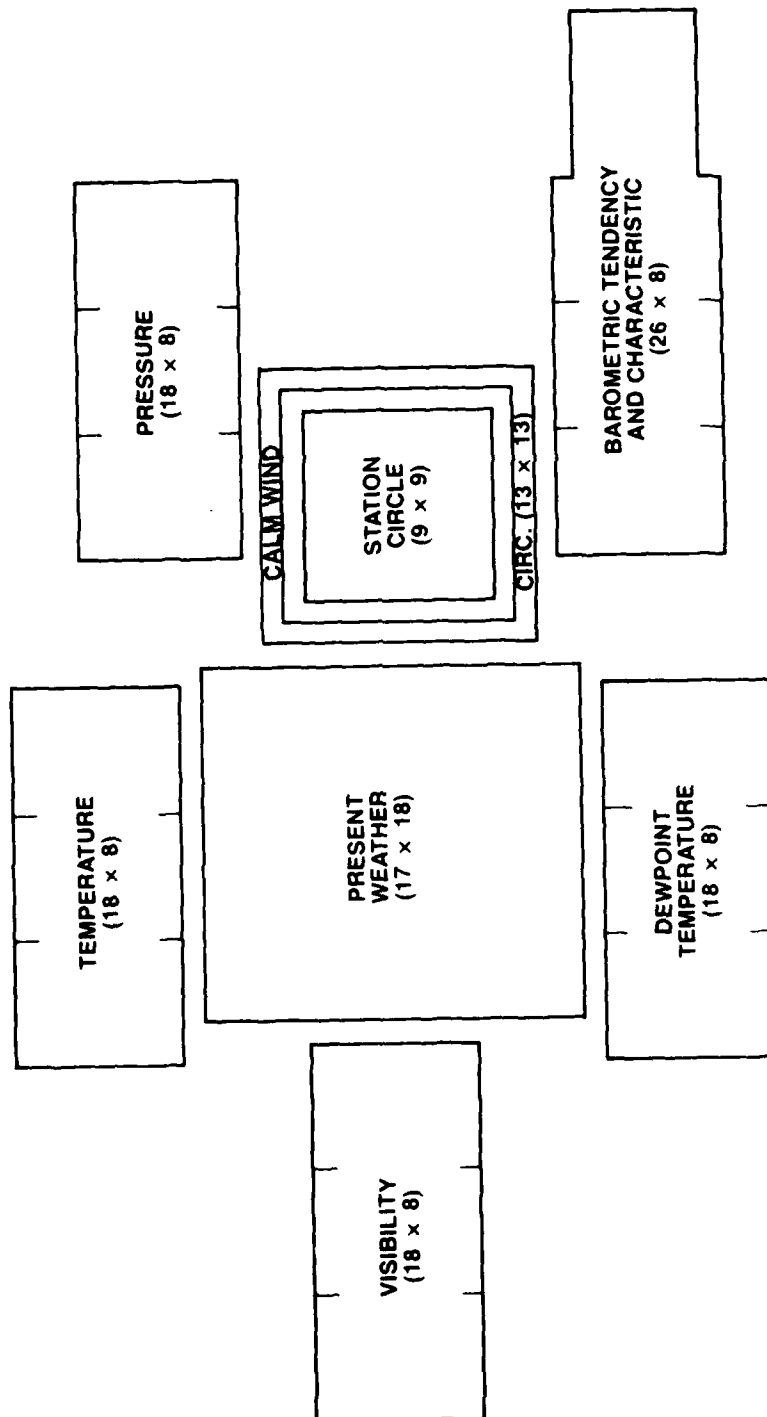 TEMPERATURE
(18 × 8)
PRESSURE
(18 × 8)
VISIBILITY
(18 × 8)
PRESENT
WEATHER
(17 × 18)
CALM WIND
STATION
CIRCLE
(9 × 9)
CIRC. (13 × 13)
DEWPOINT
TEMPERATURE
(18 × 8)
BAROMETRIC TENDENCY
AND CHARACTERISTIC
(26 × 8)